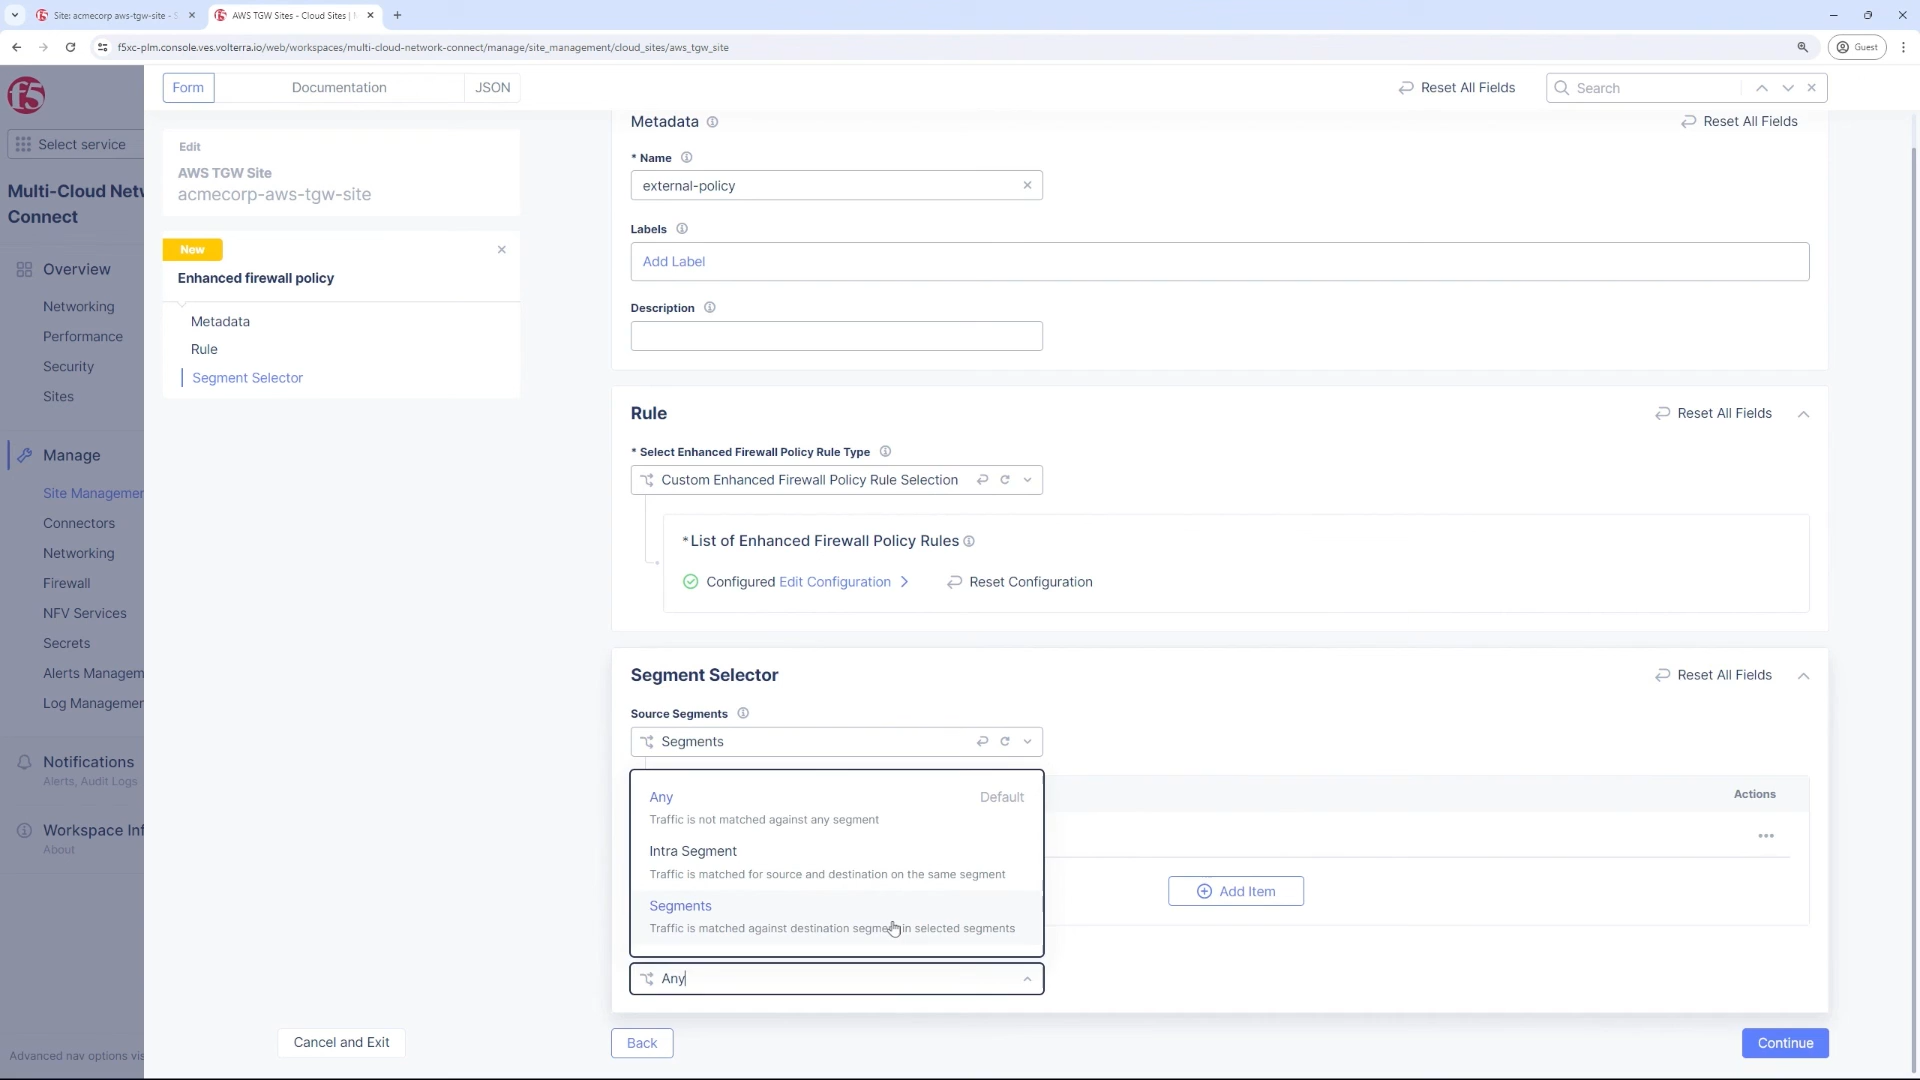 Site: acmecorp aws-tgw-site - S
AWS TGW Sites - Cloud Sites |
f5xc-plm.console.ves.volterra.io/web/workspaces/multi-cloud-network-connect/manage/site_management/cloud_sites/aws_tgw_site
Guest
f5
Form
Documentation
JSON
Reset All Fields
Search
Select service
Multi-Cloud Netw
Connect
Overview
Networking
Performance
Security
Sites
Manage
Site Managemen
Connectors
Networking
Firewall
NFV Services
Secrets
Alerts Managem
Log Managemen
Notifications
Alerts, Audit Logs
Workspace Inf
About
Advanced nav options vis
Edit
AWS TGW Site
acmecorp-aws-tgw-site
New
Enhanced firewall policy
Metadata
Rule
Segment Selector
Cancel and Exit
Metadata
Reset All Fields
* Name
external-policy
Labels
Add Label
Description
Rule
Reset All Fields
* Select Enhanced Firewall Policy Rule Type
Custom Enhanced Firewall Policy Rule Selection
* List of Enhanced Firewall Policy Rules
Configured Edit Configuration
Reset Configuration
Segment Selector
Reset All Fields
Source Segments
Segments
Actions
Any
Default
Traffic is not matched against any segment
Intra Segment
Traffic is matched for source and destination on the same segment
Segments
Traffic is matched against destination segment in selected segments
Add Item
Any
Back
Continue